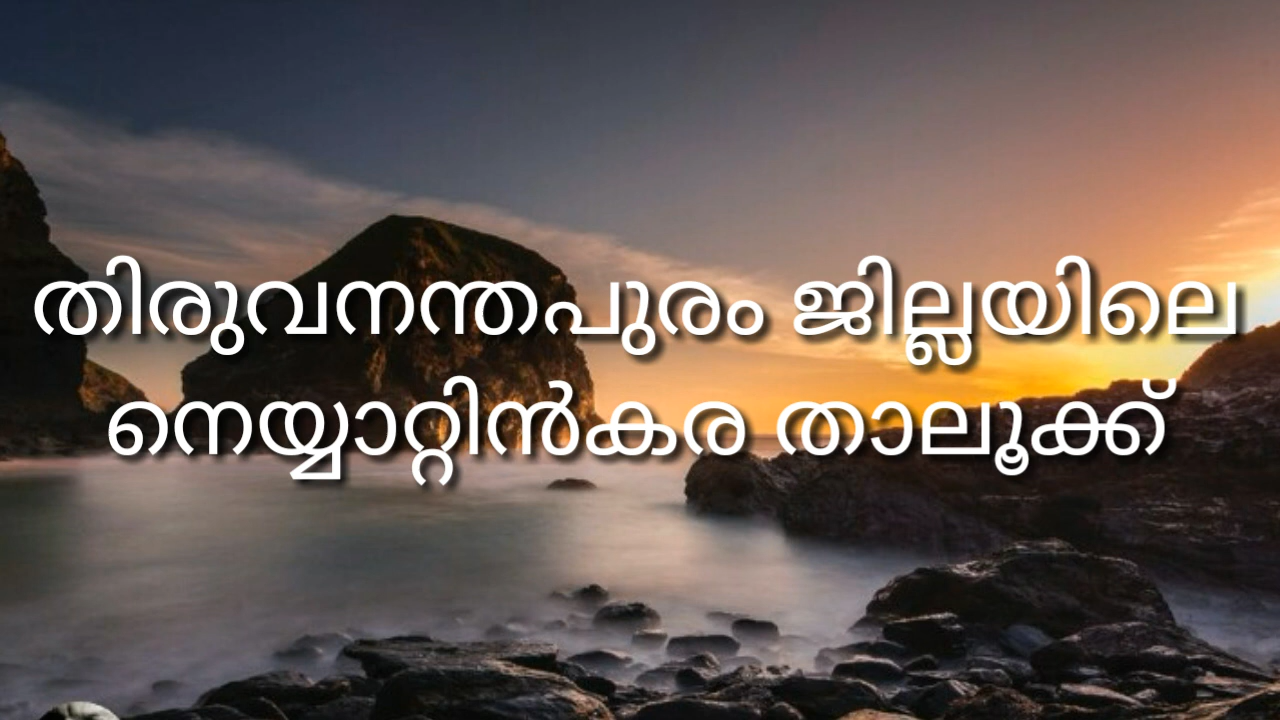 തിരുവനന്തപുരം ജില്ലയിലെ
നെയ്യാറ്റിൻകര താലൂക്ക്